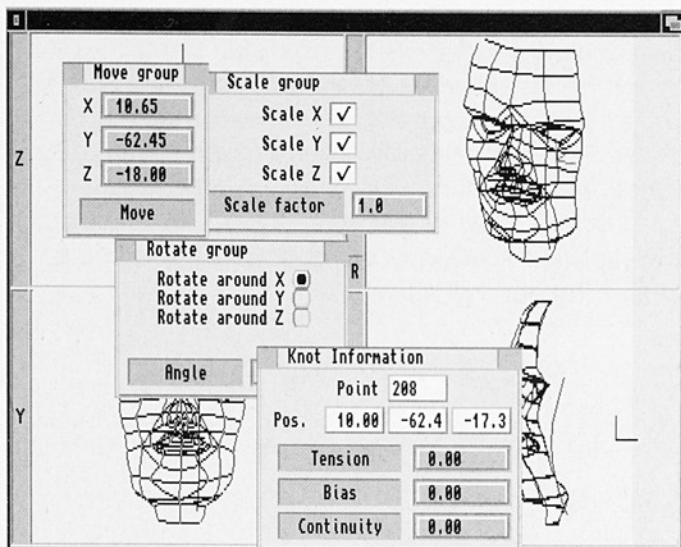 Z
Move group
X 10.65
Y -62.45
Z -18.00
Move
Scale group
Scale X ✓
Scale Y ✓
Scale Z ✓
Scale factor 1.0
R
Rotate group
Rotate around X
Rotate around Y
Rotate around Z
Angle
Y
Knot Information
Point 208
Pos. 10.00 -62.4 -17.3
Tension 0.00
Bias 0.00
Continuity 0.00